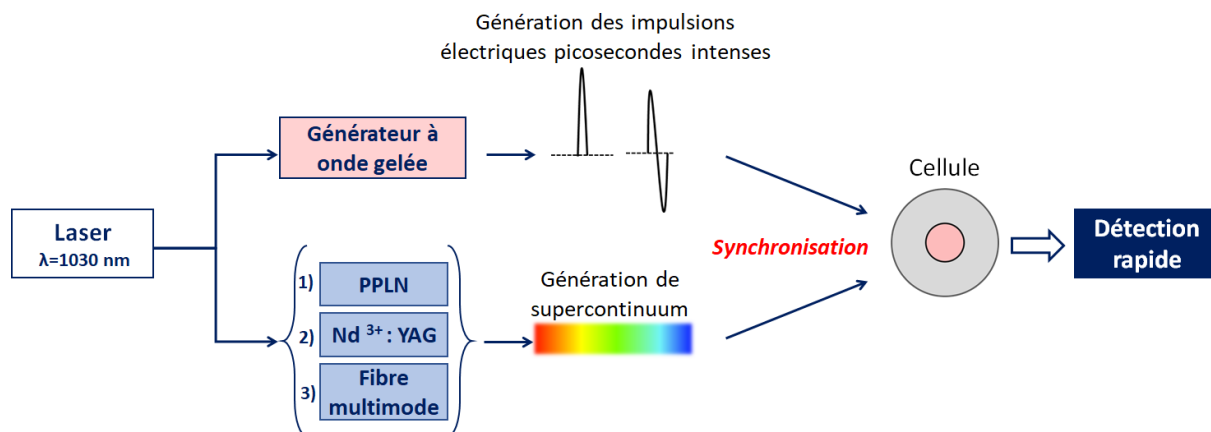 Génération des impulsions
électriques picosecondes intenses
Générateur à
onde gelée
Cellule
Laser
λ=1030 nm
Synchronisation
Détection
rapide
1) PPLN
2) Nd ³⁺ : YAG
3) Fibre
multimode
Génération de
supercontinuum